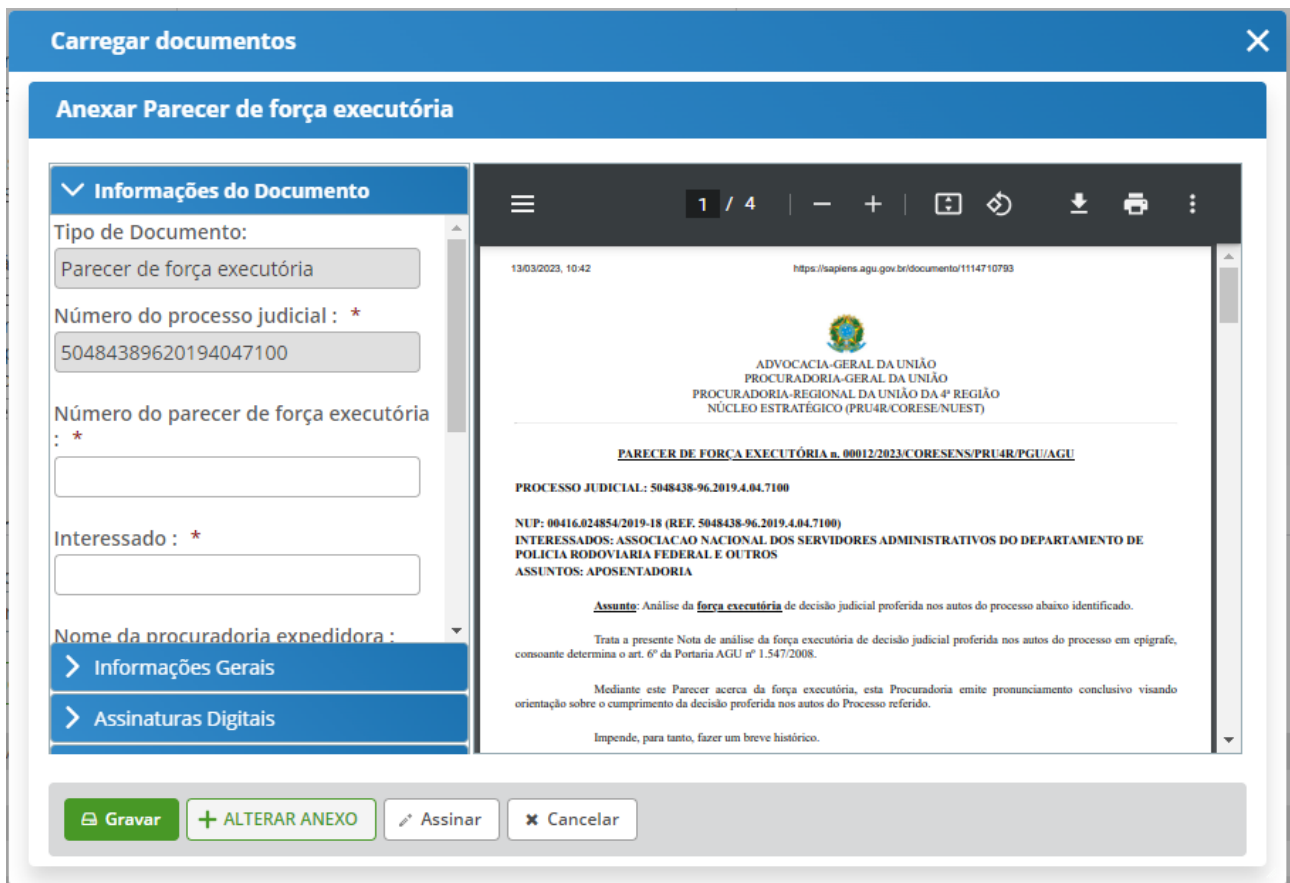 Carregar documentos
Anexar Parecer de força executória
Informações do Documento
Tipo de Documento:
Parecer de força executória
Número do processo judicial : *
50484389620194047100
Número do parecer de força executória
: *
Interessado : *
Nome da procuradoria expedidora :
Informações Gerais
Assinaturas Digitais
1 / 4
13/03/2023, 10:42
https://sapiens.agu.gov.br/documento/1114710793
ADVOCACIA-GERAL DA UNIÃO
PROCURADORIA-GERAL DA UNIÃO
PROCURADORIA-REGIONAL DA UNIÃO DA 4ª REGIÃO
NÚCLEO ESTRATÉGICO (PRU4R/CORESE/NUEST)
PARECER DE FORÇA EXECUTÓRIA n. 00012/2023/CORESENS/PRU4R/PGU/AGU
PROCESSO JUDICIAL: 5048438-96.2019.4.04.7100
NUP: 00416.024854/2019-18 (REF. 5048438-96.2019.4.04.7100)
INTERESSADOS: ASSOCIACAO NACIONAL DOS SERVIDORES ADMINISTRATIVOS DO DEPARTAMENTO DE
POLICIA RODOVIARIA FEDERAL E OUTROS
ASSUNTOS: APOSENTADORIA
Assunto: Análise da força executória de decisão judicial proferida nos autos do processo abaixo identificado.
Trata a presente Nota de análise da força executória de decisão judicial proferida nos autos do processo em epígrafe,
consoante determina o art. 6º da Portaria AGU nº 1.547/2008.
Mediante este Parecer acerca da força executória, esta Procuradoria emite pronunciamento conclusivo visando
orientação sobre o cumprimento da decisão proferida nos autos do Processo referido.
Impende, para tanto, fazer um breve histórico.
Gravar
ALTERAR ANEXO
Assinar
Cancelar